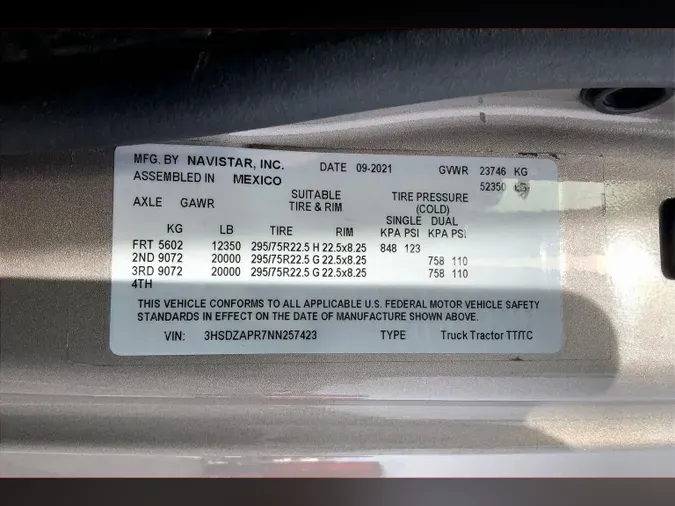 MFG. BY NAVISTAR, INC. DATE 09-2021 GVWR 23746 KG
ASSEMBLED IN MEXICO 52350
AXLE GAWR SUITABLE TIRE PRESSURE
TIRE & RIM (COLD)
SINGLE DUAL
KG LB TIRE RIM KPA PSI KPA PSI
FRT 5602 12350 295/75R22.5 H 22.5x8.25 848 123
2ND 9072 20000 295/75R22.5 G 22.5x8.25 758 110
3RD 9072 20000 295/75R22.5 G 22.5x8.25 758 110
4TH
THIS VEHICLE CONFORMS TO ALL APPLICABLE U.S. FEDERAL MOTOR VEHICLE SAFETY
STANDARDS IN EFFECT ON THE DATE OF MANUFACTURE SHOWN ABOVE.
VIN: 3HSDZAPR7NN257423 TYPE Truck Tractor TT/TC